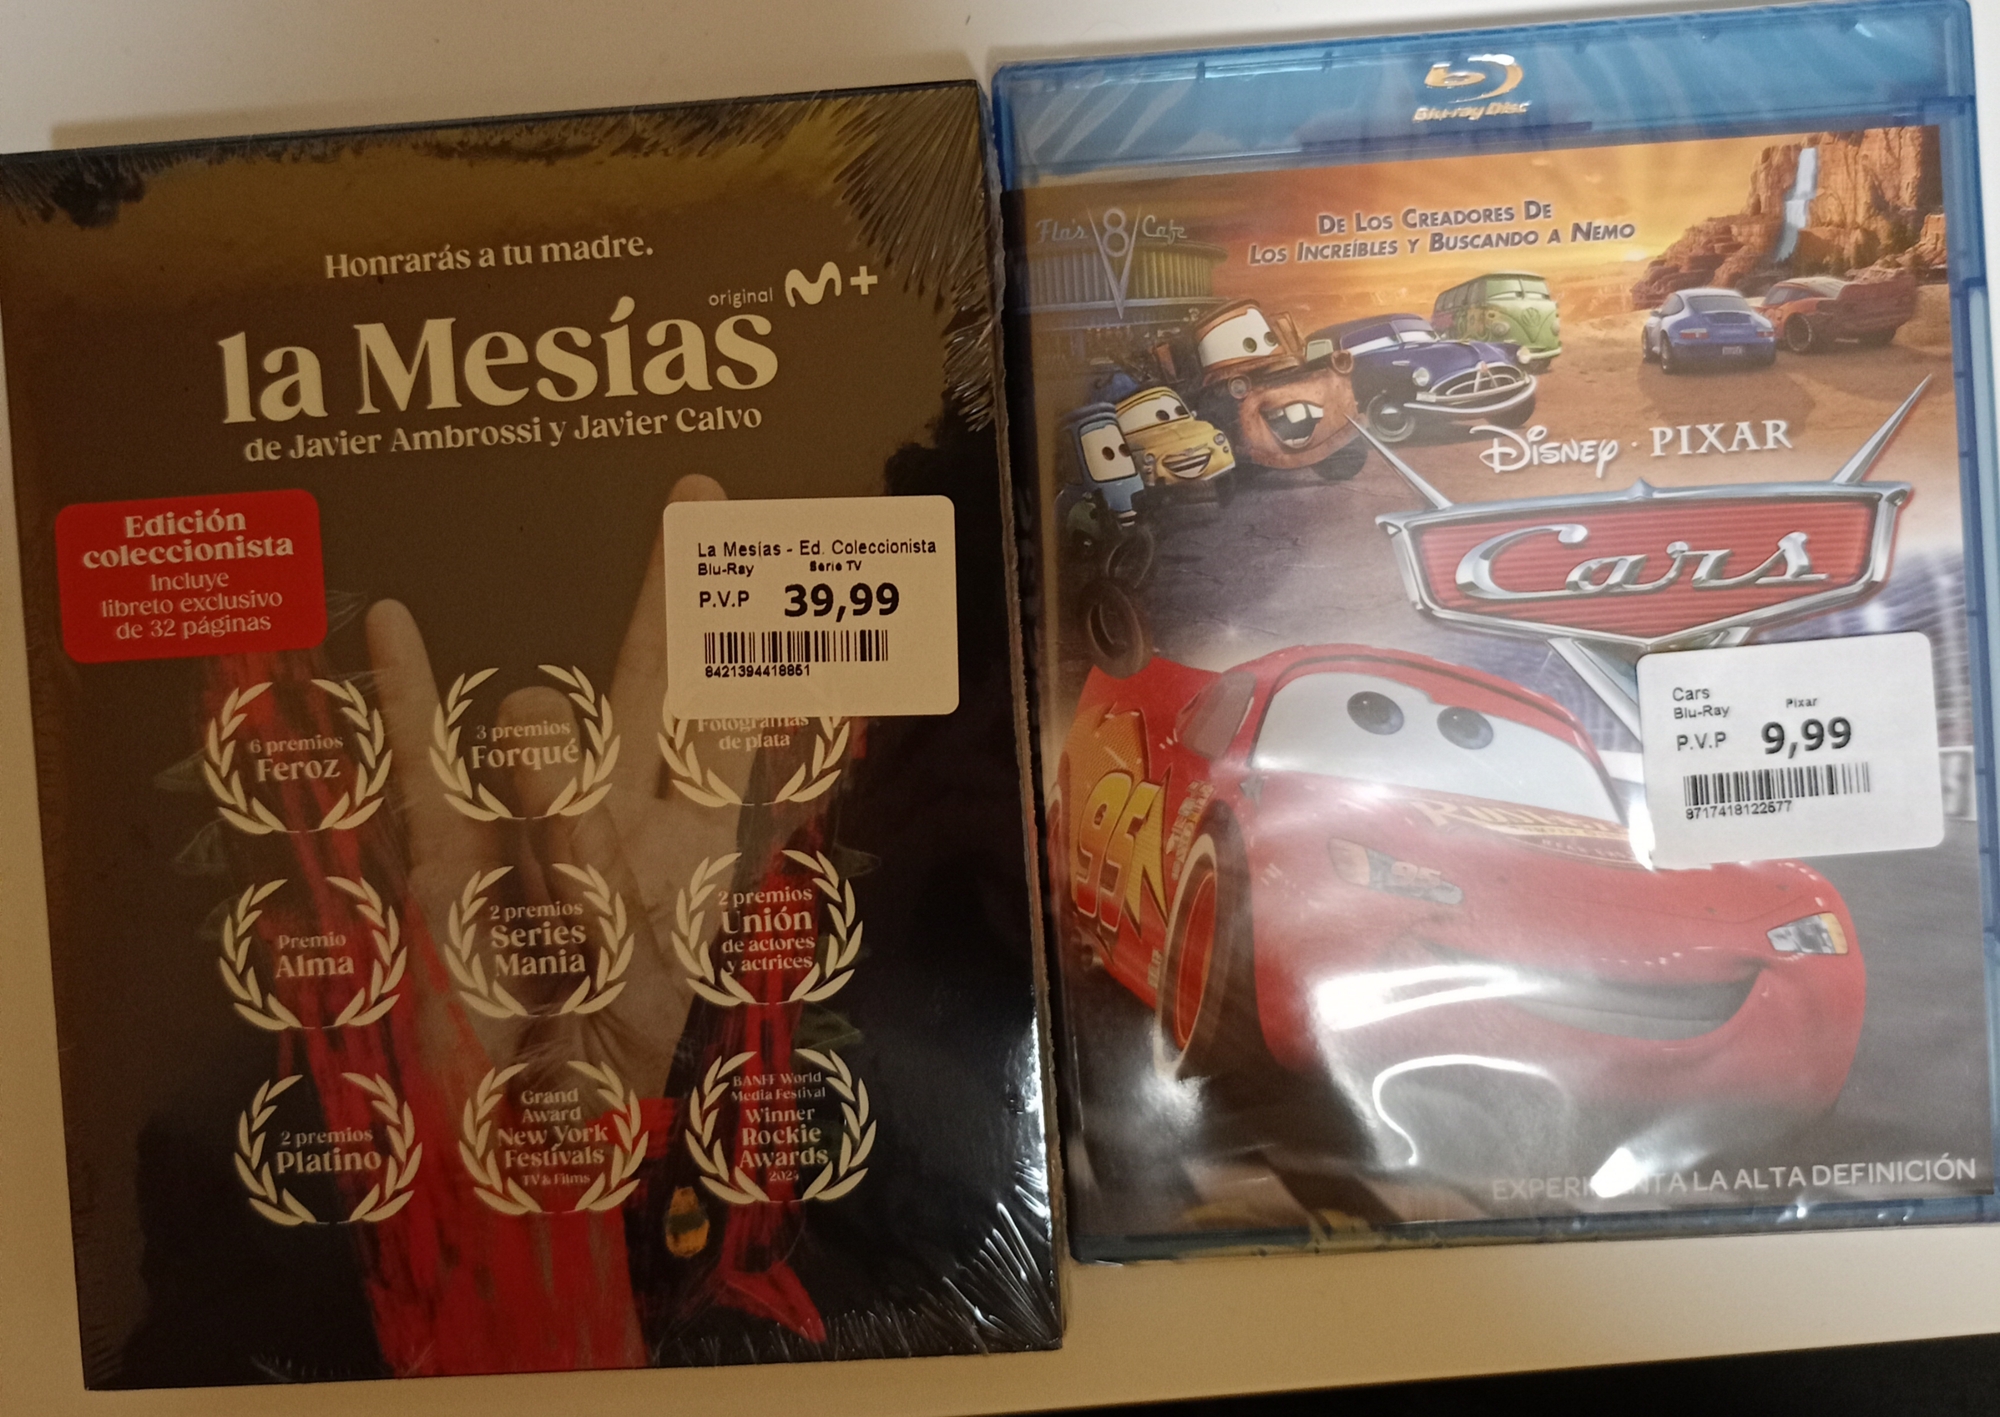 Honrarás a tu madre.
original M+
la Mesías
de Javier Ambrossi y Javier Calvo
Edición
coleccionista
Incluye
libreto exclusivo
de 32 páginas
La Mesías - Ed. Coleccionista
Blu-Ray Serie TV
P.V.P 39,99
8421394418851
6 premios
Feroz
3 premios
Forqué
Fotogramas
de plata
Premio
Alma
2 premios
Series
Mania
2 premios
Unión
de actores
y actrices
2 premios
Platino
Grand
Award
New York
Festivals
TV & Films
BANFF World
Media Festival
Winner
Rockie
Awards
Blu-ray Disc
Flo's V8 Cafe
De Los Creadores De
Los Increíbles y Buscando a Nemo
Disney · PIXAR
Cars
Cars Pixar
Blu-Ray
P.V.P 9,99
8717418122577
95
95
LA ALTA DEFINICIÓN